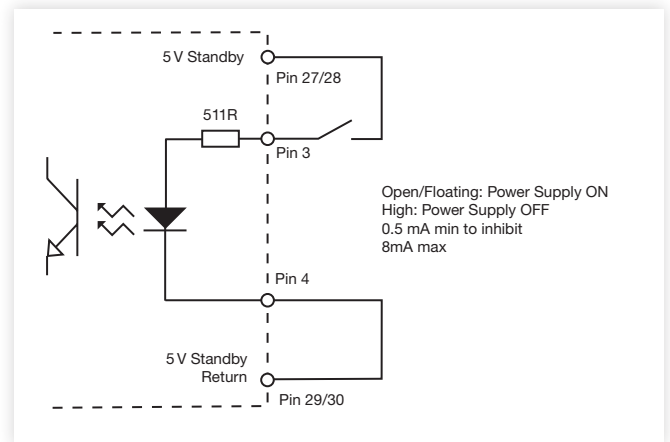 5 V Standby
Pin 27/28
511R
Pin 3
Open/Floating: Power Supply ON
High: Power Supply OFF
0.5 mA min to inhibit
8mA max
Pin 4
5 V Standby
Return
Pin 29/30